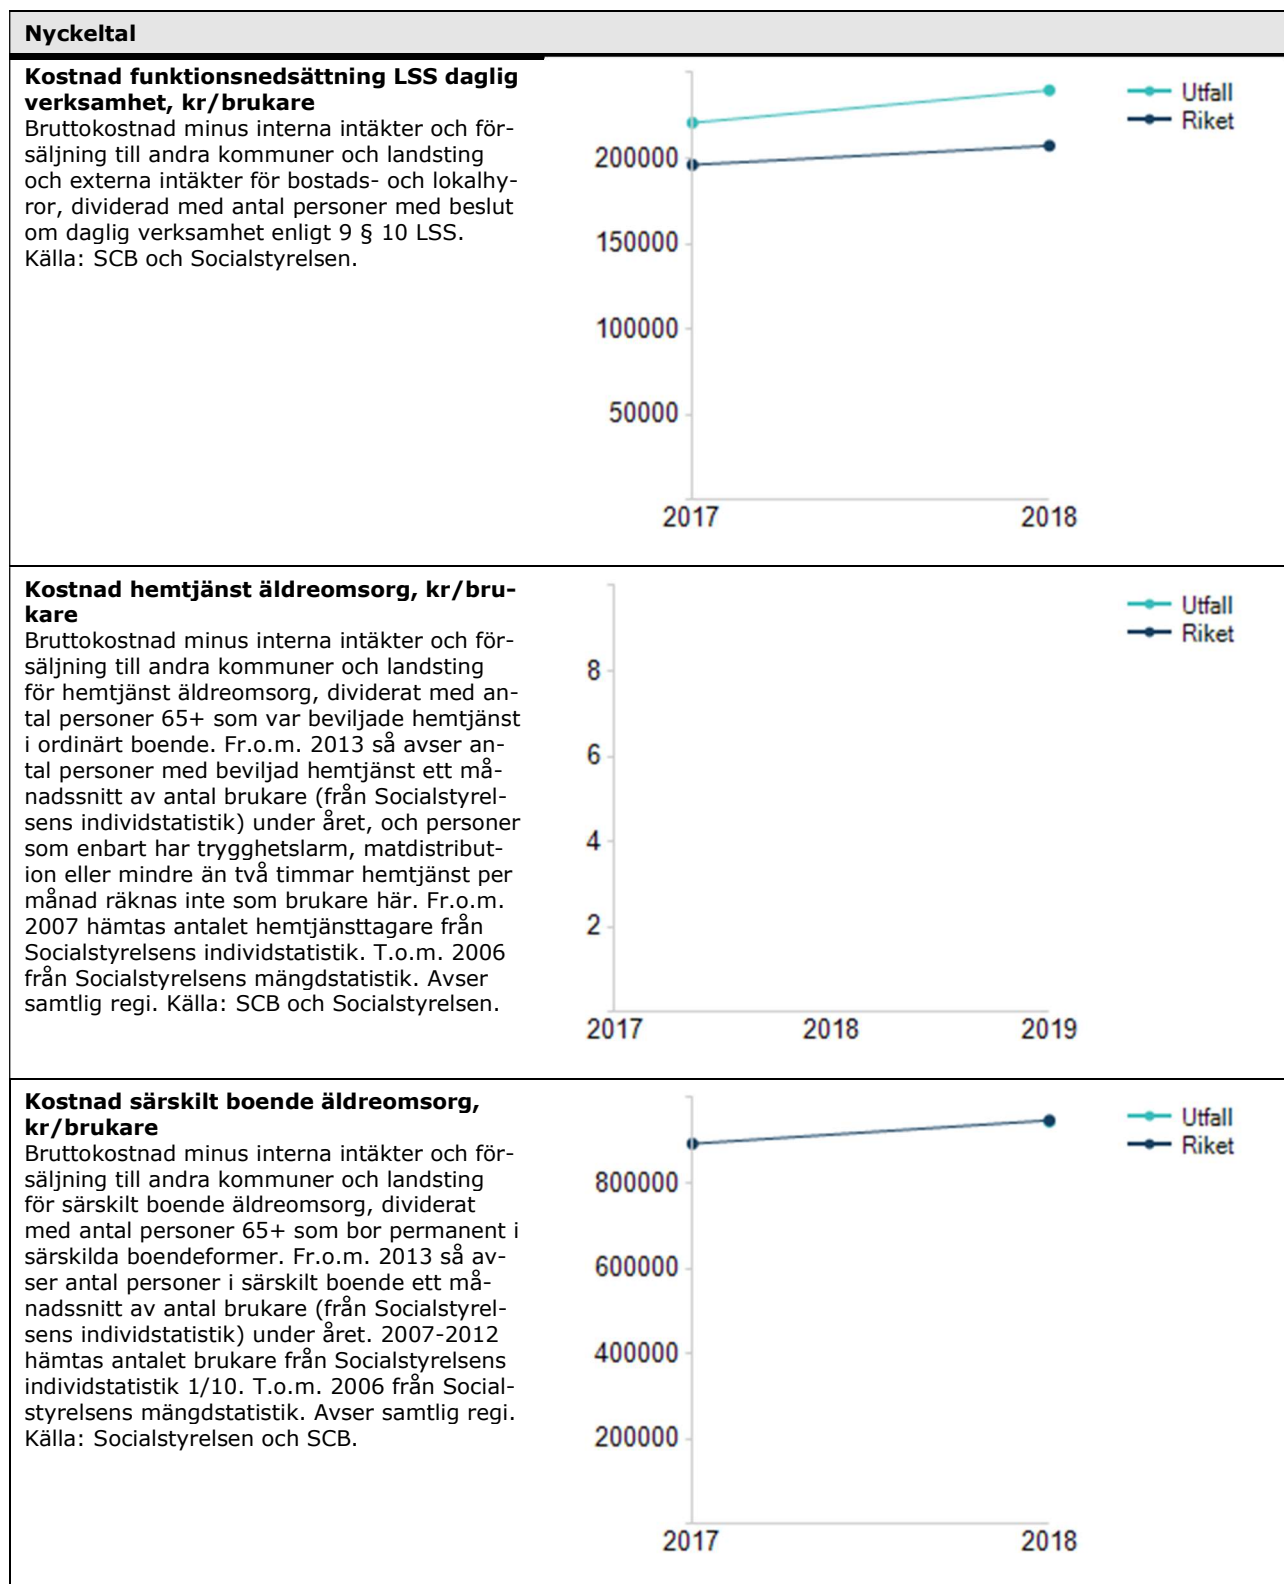 Nyckeltal
Kostnad funktionsnedsättning LSS daglig
verksamhet, kr/brukare
Bruttokostnad minus interna intäkter och för-
säljning till andra kommuner och landsting
och externa intäkter för bostads- och lokalhy-
ror, dividerad med antal personer med beslut
om daglig verksamhet enligt 9 § 10 LSS.
Källa: SCB och Socialstyrelsen.
Utfall
Riket
200000
150000
100000
50000
2017 2018
Kostnad hemtjänst äldreomsorg, kr/bru-
kare
Bruttokostnad minus interna intäkter och för-
säljning till andra kommuner och landsting
för hemtjänst äldreomsorg, dividerat med an-
tal personer 65+ som var beviljade hemtjänst
i ordinärt boende. Fr.o.m. 2013 så avser an-
tal personer med beviljad hemtjänst ett må-
nadssnitt av antal brukare (från Socialstyrel-
sens individstatistik) under året, och personer
som enbart har trygghetslarm, matdistribut-
ion eller mindre än två timmar hemtjänst per
månad räknas inte som brukare här. Fr.o.m.
2007 hämtas antalet hemtjänsttagare från
Socialstyrelsens individstatistik. T.o.m. 2006
från Socialstyrelsens mängdstatistik. Avser
samtlig regi. Källa: SCB och Socialstyrelsen.
Utfall
Riket
8
6
4
2
2017 2018 2019
Kostnad särskilt boende äldreomsorg,
kr/brukare
Bruttokostnad minus interna intäkter och för-
säljning till andra kommuner och landsting
för särskilt boende äldreomsorg, dividerat
med antal personer 65+ som bor permanent i
särskilda boendeformer. Fr.o.m. 2013 så av-
ser antal personer i särskilt boende ett må-
nadssnitt av antal brukare (från Socialstyrel-
sens individstatistik) under året. 2007-2012
hämtas antalet brukare från Socialstyrelsens
individstatistik 1/10. T.o.m. 2006 från Social-
styrelsens mängdstatistik. Avser samtlig regi.
Källa: Socialstyrelsen och SCB.
Utfall
Riket
800000
600000
400000
200000
2017 2018